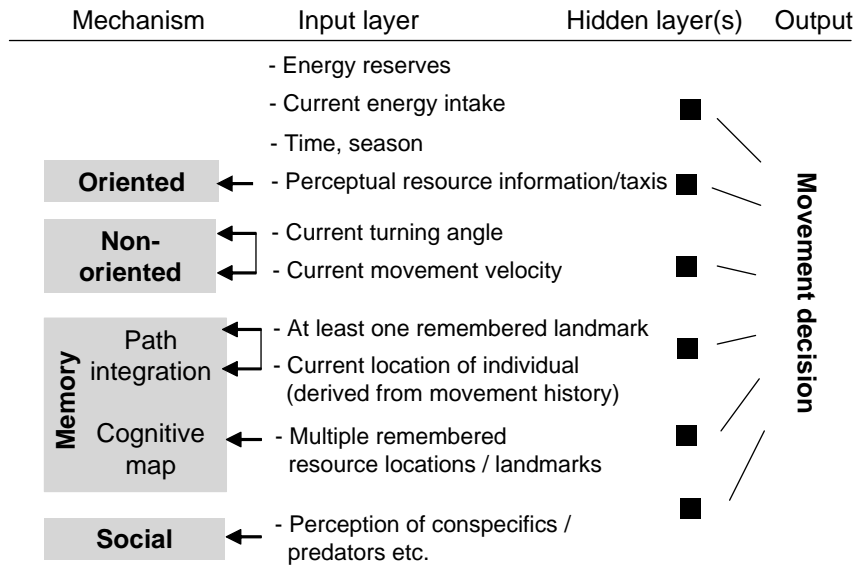 Mechanism Input layer Hidden layer(s) Output
- Energy reserves
- Current energy intake
- Time, season
Oriented - Perceptual resource information/taxis
Non-
oriented
- Current turning angle
- Current movement velocity
Memory
Path
integration
- At least one remembered landmark
- Current location of individual
(derived from movement history)
Cognitive
map
- Multiple remembered
resource locations / landmarks
Social
- Perception of conspecifics /
predators etc.
Movement decision